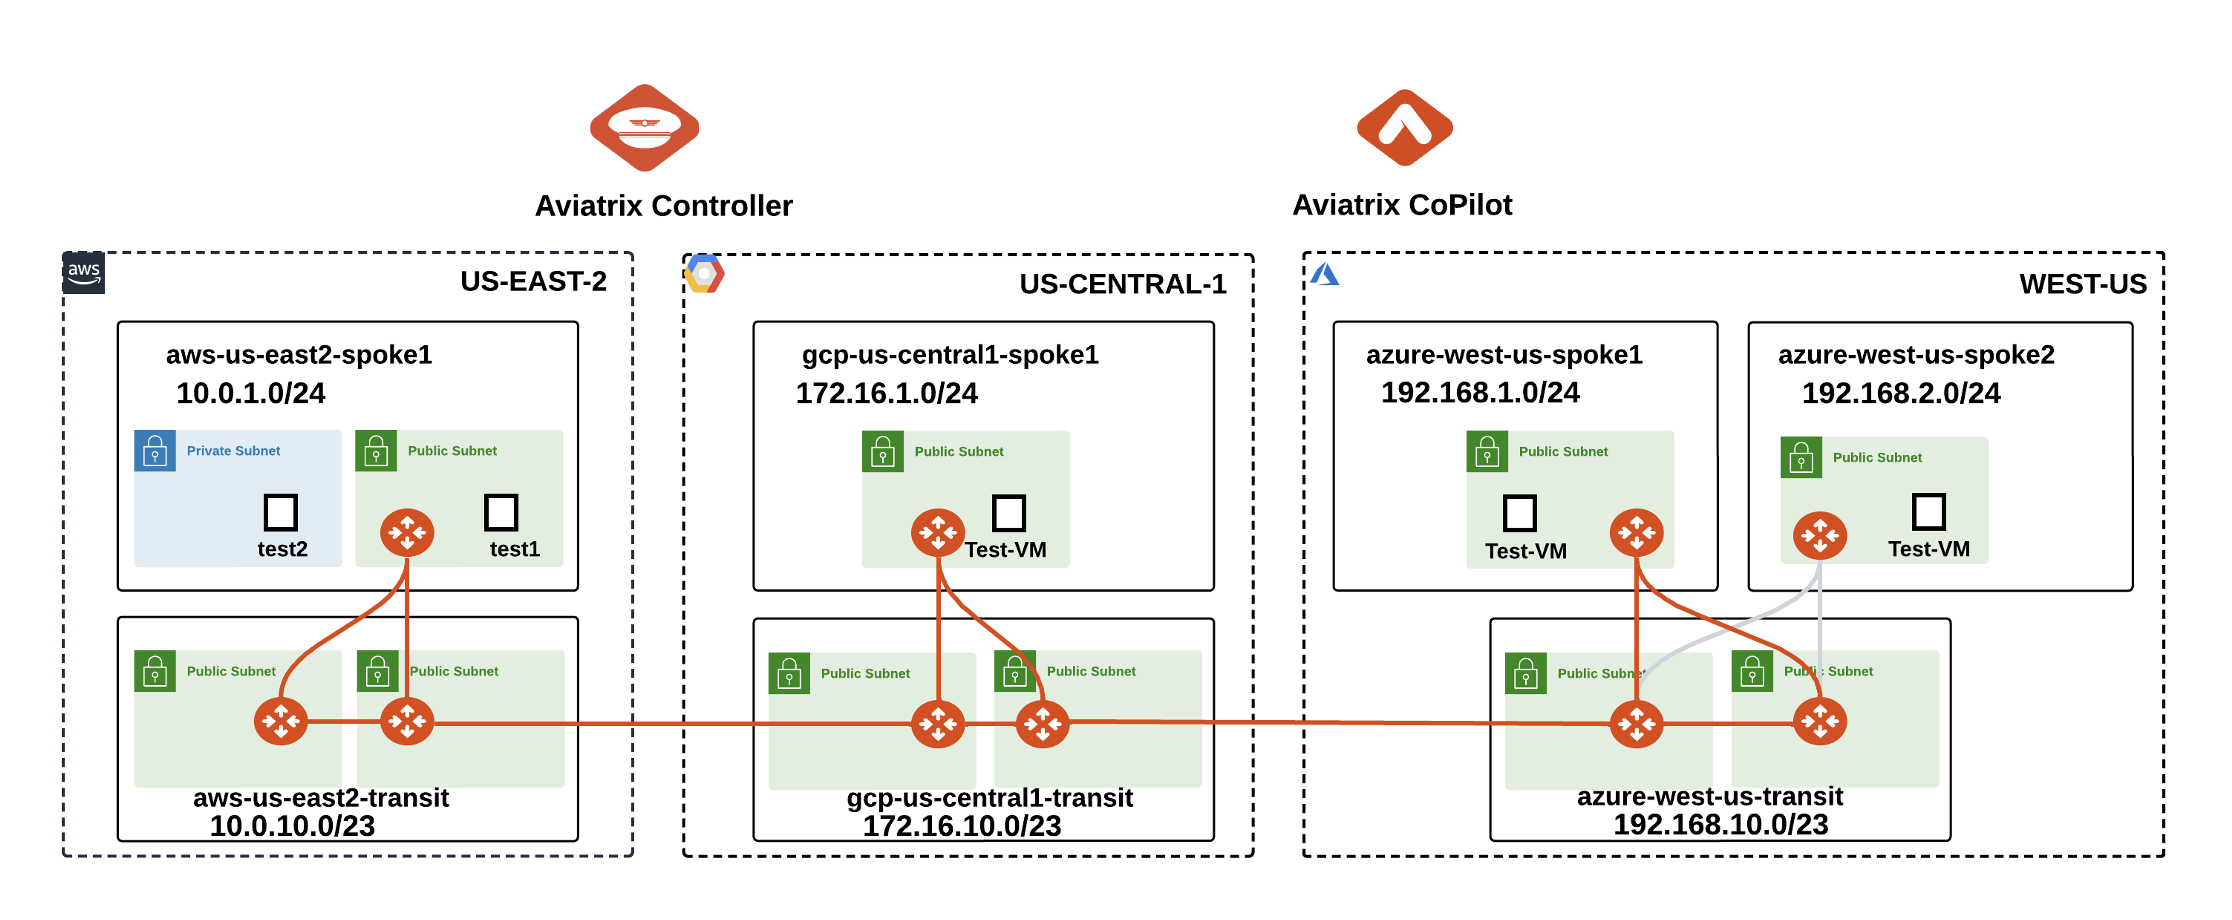 Aviatrix Controller
Aviatrix CoPilot
aws
US-EAST-2
aws-us-east2-spoke1
10.0.1.0/24
Private Subnet
test2
Public Subnet
test1
Public Subnet
Public Subnet
aws-us-east2-transit
10.0.10.0/23
US-CENTRAL-1
gcp-us-central1-spoke1
172.16.1.0/24
Public Subnet
Test-VM
Public Subnet
Public Subnet
gcp-us-central1-transit
172.16.10.0/23
WEST-US
azure-west-us-spoke1
192.168.1.0/24
Public Subnet
Test-VM
azure-west-us-spoke2
192.168.2.0/24
Public Subnet
Test-VM
Public Subnet
Public Subnet
azure-west-us-transit
192.168.10.0/23